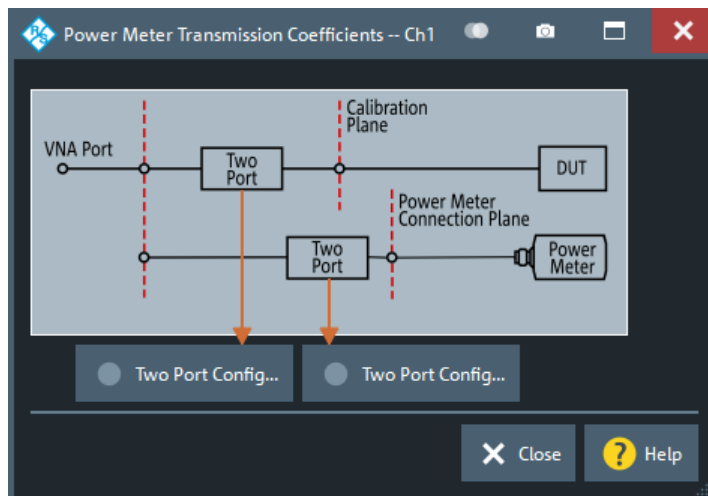 Power Meter Transmission Coefficients -- Ch1
Calibration
Plane
VNA Port
Two
Port
DUT
Power Meter
Connection Plane
Two
Port
Power
Meter
Two Port Config...
Two Port Config...
Close
? Help